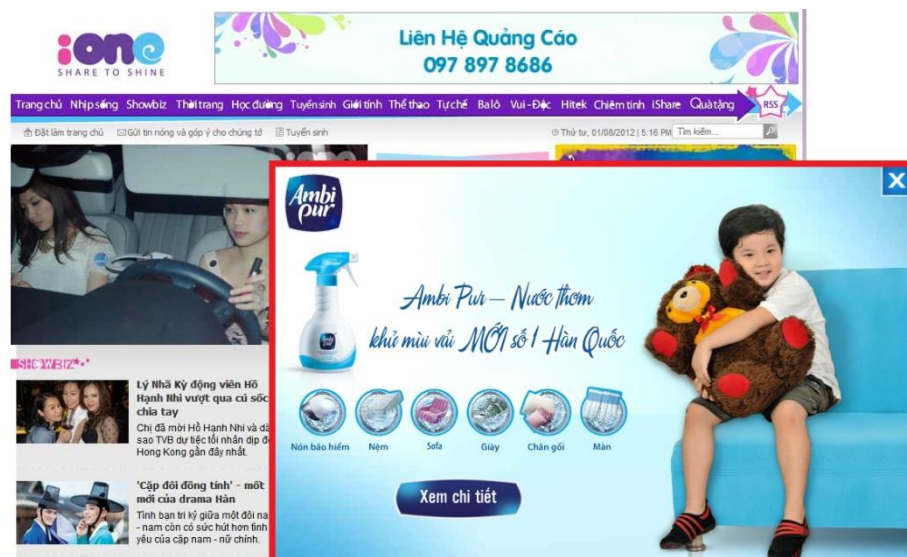 ione
SHARE TO SHINE
Liên Hệ Quảng Cáo
097 897 8686
Trang chủ Nhịp sống Showbiz Thời trang Học đường Tuyển sinh Giới tính Thể thao Tự chế Balô Vui - Độc Hitek Chiêm tinh iShare Quà tặng RSS
Đặt làm trang chủ Gửi tin nóng và góp ý cho chúng tớ Tuyển sinh Thứ tư, 01/08/2012 | 5:16 PM Tìm kiếm...
X
Ambi
pur
Ambi Pur — Nước thơm
khử mùi vải MỚI số 1 Hàn Quốc
Nón bảo hiểm Nệm Sofa Giày Chăn gối Màn
Xem chi tiết
SHOWBIZ
Lý Nhã Kỳ động viên Hồ
Hạnh Nhi vượt qua cú sốc
chia tay
Chị đã mời Hồ Hạnh Nhi và
sao TVB dự tiệc tối nhân dịp
Hong Kong gần đây nhất.
'Cặp đôi đồng tính' - mốt
mới của drama Hàn
Tình bạn tri kỷ giữa một đôi
- nam còn có sức hút hơn tình
yêu của cặp nam - nữ chính.